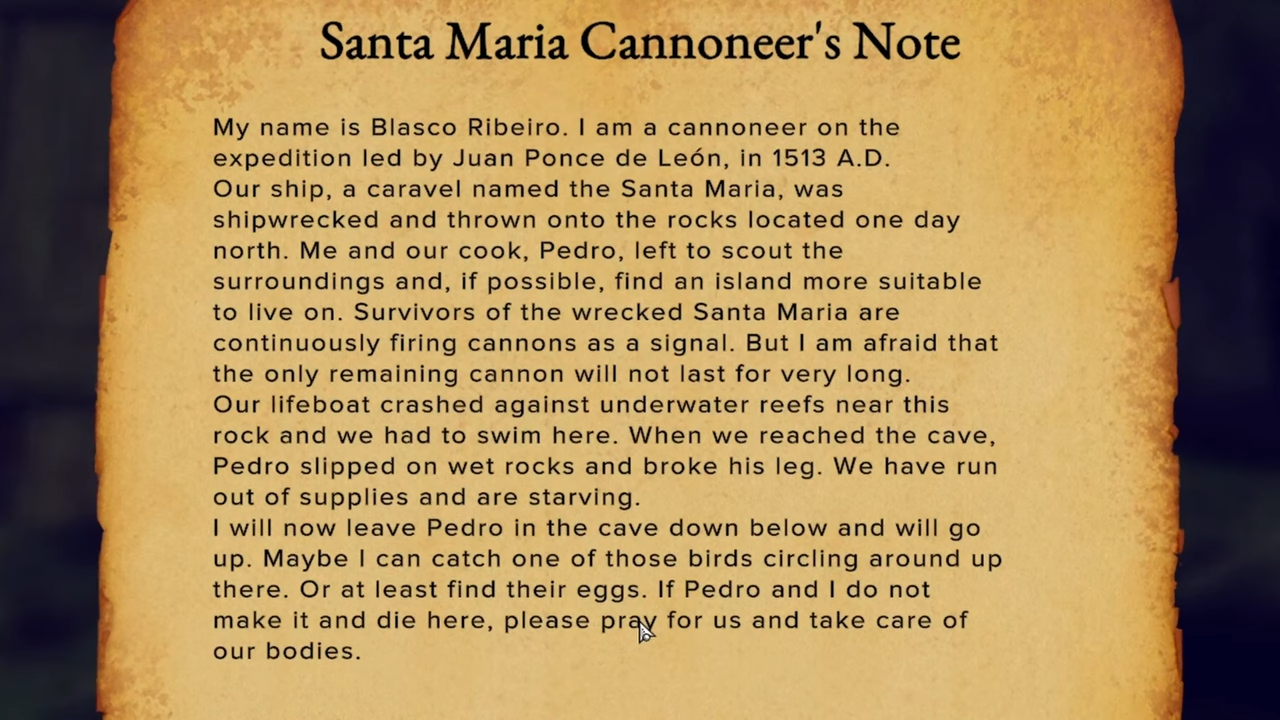 Santa Maria Cannoneer's Note
My name is Blasco Ribeiro. I am a cannoneer on the
expedition led by Juan Ponce de León, in 1513 A.D.
Our ship, a caravel named the Santa Maria, was
shipwrecked and thrown onto the rocks located one day
north. Me and our cook, Pedro, left to scout the
surroundings and, if possible, find an island more suitable
to live on. Survivors of the wrecked Santa Maria are
continuously firing cannons as a signal. But I am afraid that
the only remaining cannon will not last for very long.
Our lifeboat crashed against underwater reefs near this
rock and we had to swim here. When we reached the cave,
Pedro slipped on wet rocks and broke his leg. We have run
out of supplies and are starving.
I will now leave Pedro in the cave down below and will go
up. Maybe I can catch one of those birds circling around up
there. Or at least find their eggs. If Pedro and I do not
make it and die here, please pray for us and take care of
our bodies.